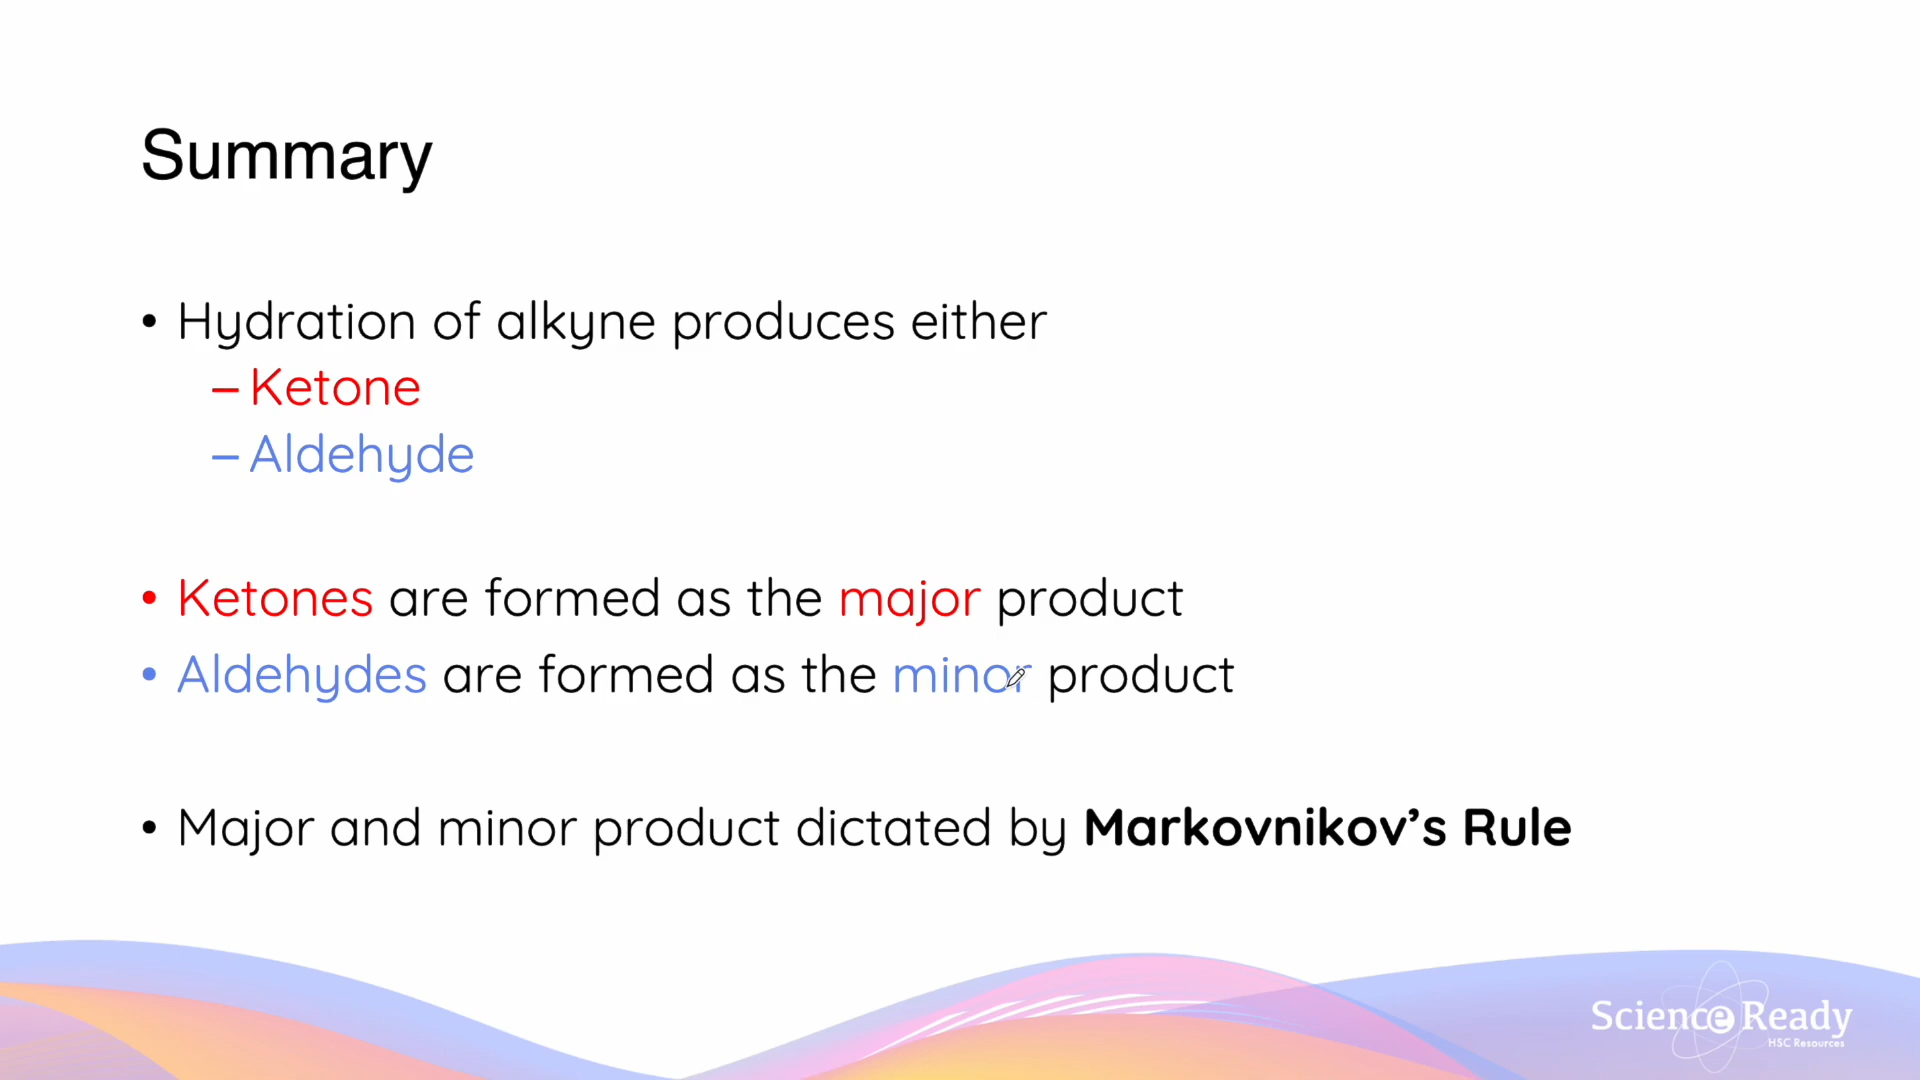 Summary
• Hydration of alkyne produces either
– Ketone
– Aldehyde
• Ketones are formed as the major product
• Aldehydes are formed as the minor product
• Major and minor product dictated by Markovnikov’s Rule
Science Ready
HSC Resources